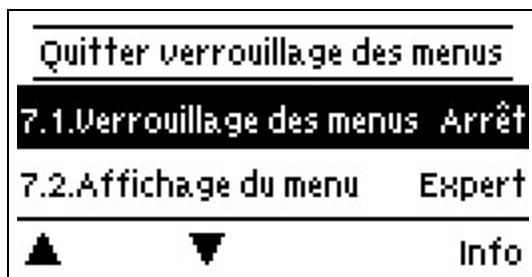 Quitter verrouillage des menus
7.1.Verrouillage des menus Arrêt
7.2.Affichage du menu Expert
▲ ▼ Info